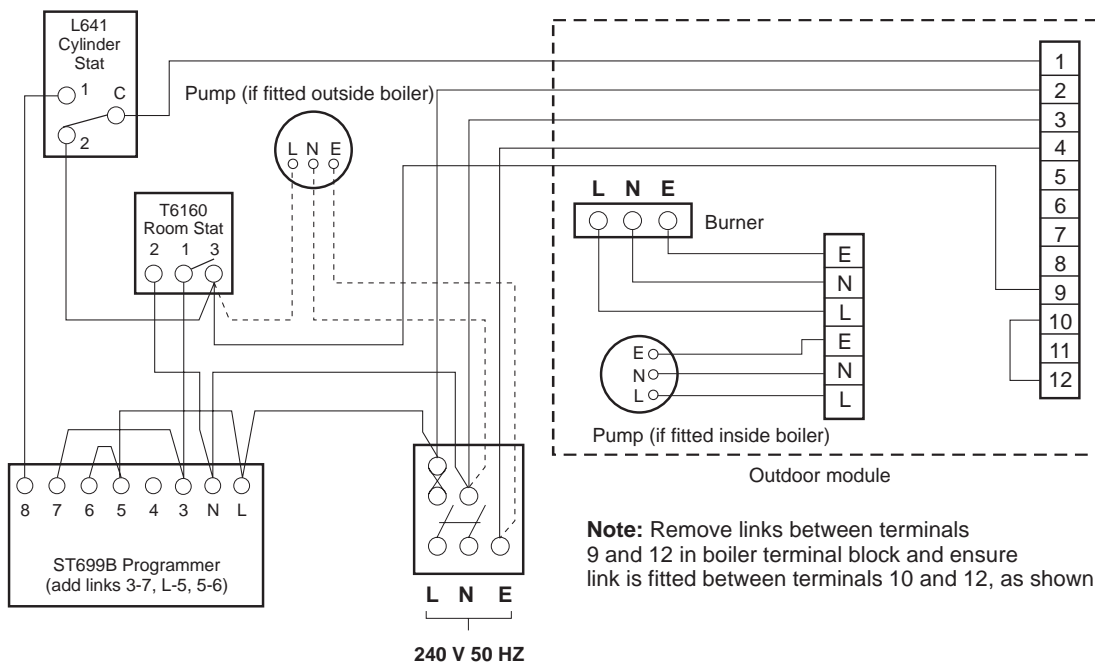 L641
Cylinder
Stat
1
C
2
Pump (if fitted outside boiler)
L N E
T6160
Room Stat
2 1 3
L N E
Burner
E
N
L
E
N
L
E
N
L
Pump (if fitted inside boiler)
1
2
3
4
5
6
7
8
9
10
11
12
Outdoor module
8 7 6 5 4 3 N L
ST699B Programmer
(add links 3-7, L-5, 5-6)
L N E
240 V 50 HZ
Note: Remove links between terminals
9 and 12 in boiler terminal block and ensure
link is fitted between terminals 10 and 12, as shown